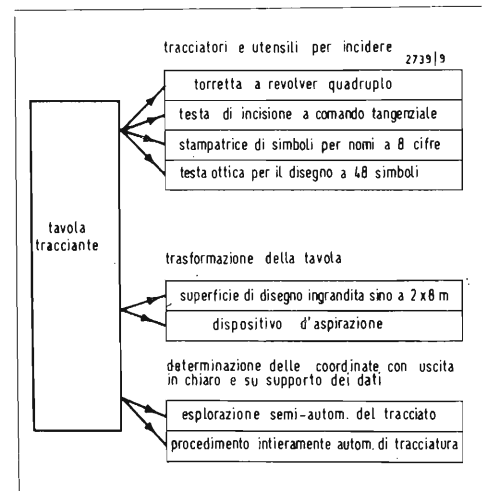 tracciatori e utensili per incidere
2739|9
torretta a revolver quadruplo
testa di incisione a comando tangenziale
stampatrice di simboli per nomi a 8 cifre
testa ottica per il disegno a 48 simboli
tavola
tracciante
trasformazione della tavola
superficie di disegno ingrandita sino a 2x8 m
dispositivo d'aspirazione
determinazione delle coordinate con uscita
in chiaro e su supporto dei dati
esplorazione semi-autom. del tracciato
procedimento intieramente autom. di tracciatura